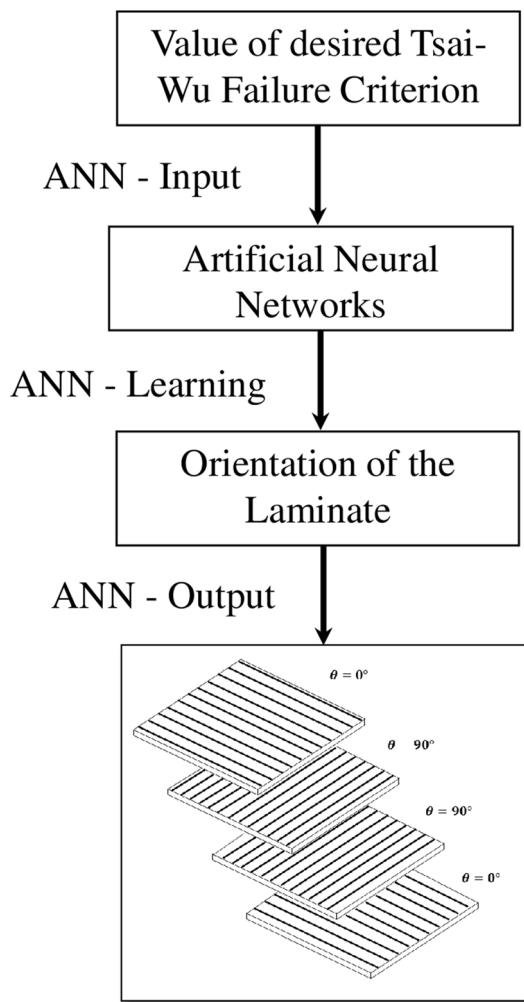 Value of desired Tsai-
Wu Failure Criterion
ANN - Input
Artificial Neural
Networks
ANN - Learning
Orientation of the
Laminate
ANN - Output
θ = 0°
θ 90°
θ = 90°
θ = 0°